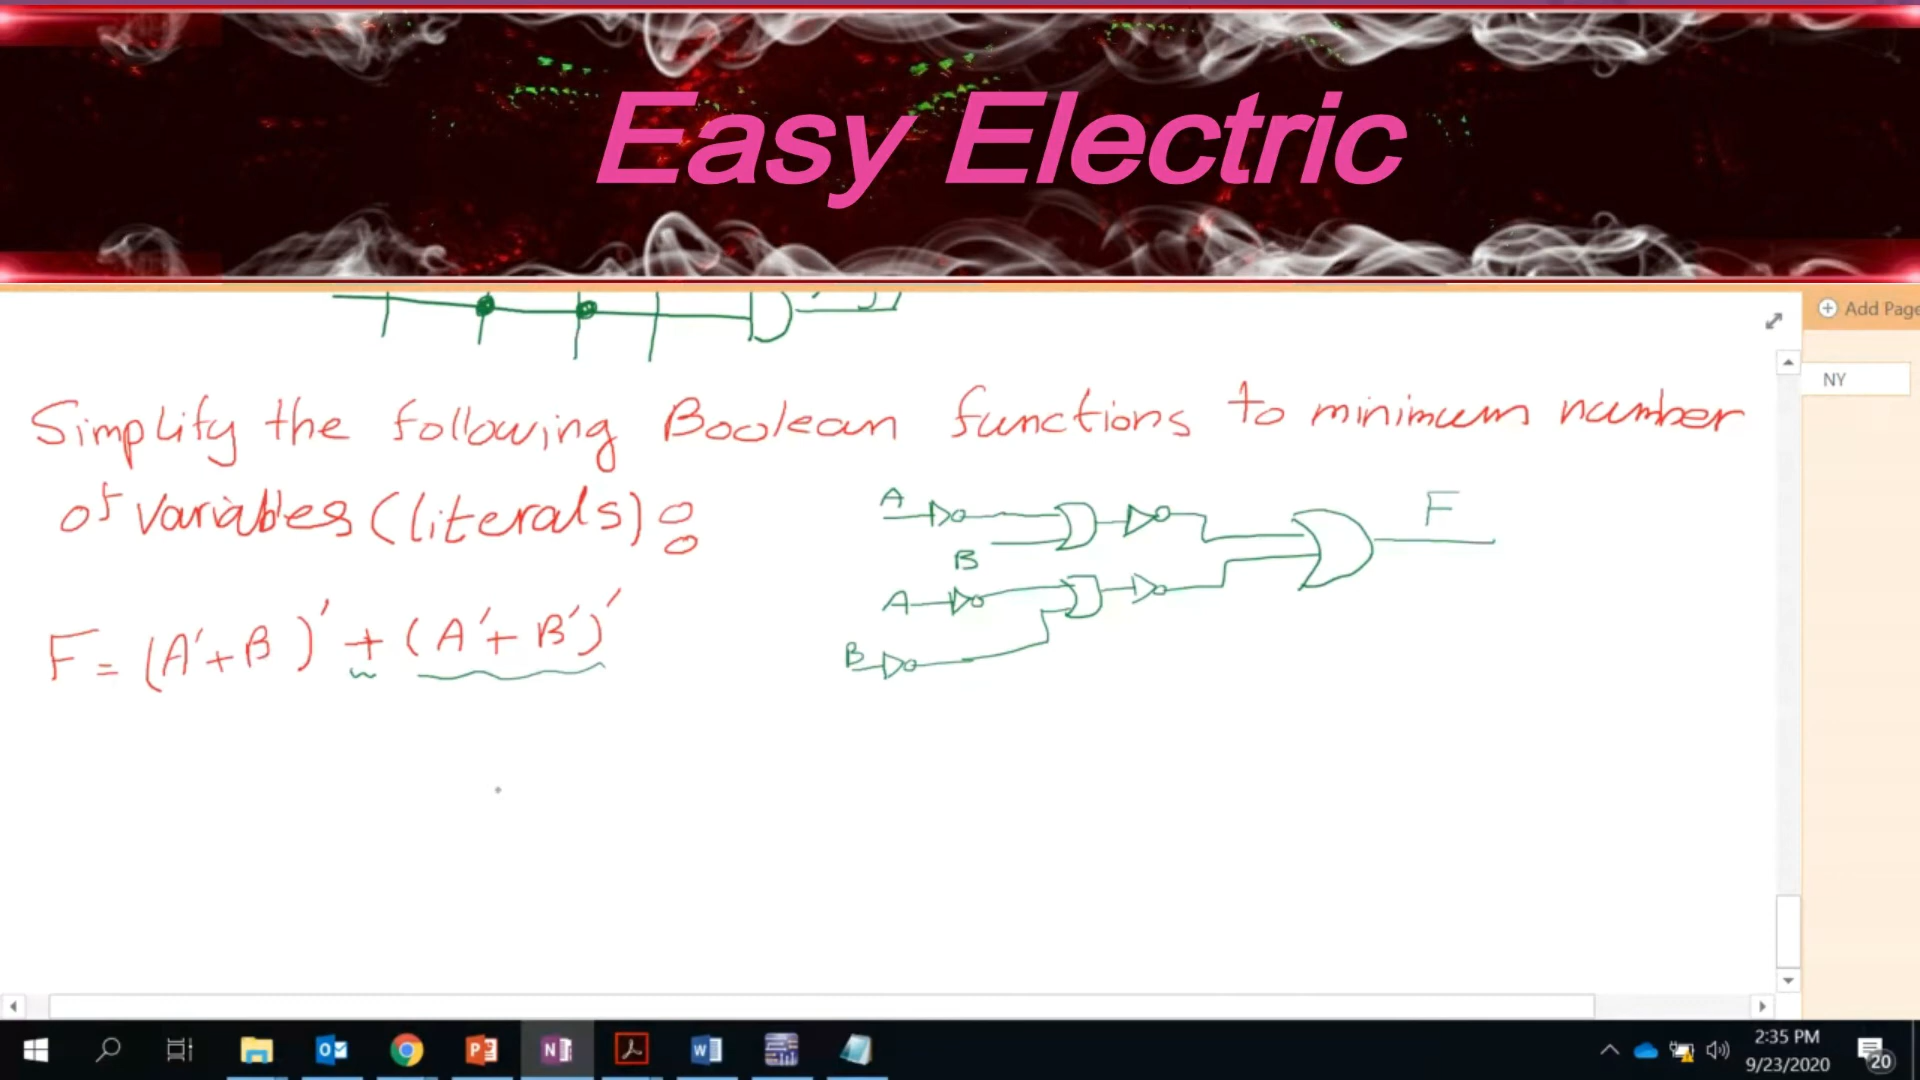 Easy Electric
Add Page
NY
Simplify the following Boolean functions to minimum number
of variables (literals) :
A
F
B
A
B
F = (A'+B)' + (A'+B')'
2:35 PM
9/23/2020
20